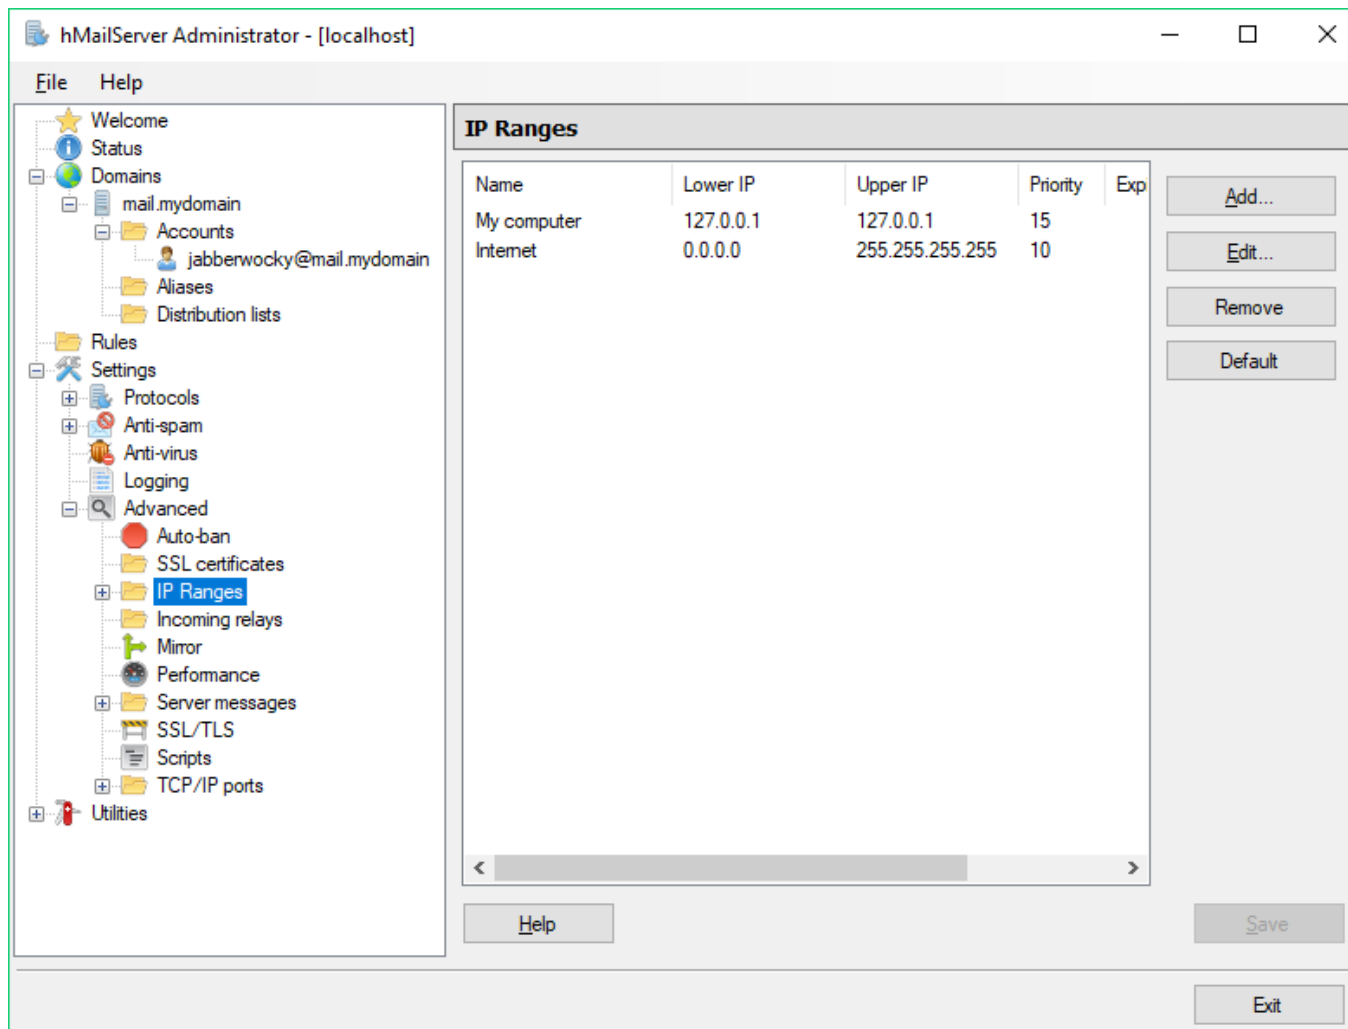 hMailServer Administrator - [localhost]
File Help
Welcome
Status
Domains
mail.mydomain
Accounts
jabberwocky@mail.mydomain
Aliases
Distribution lists
Rules
Settings
Protocols
Anti-spam
Anti-virus
Logging
Advanced
Auto-ban
SSL certificates
IP Ranges
Incoming relays
Mirror
Performance
Server messages
SSL/TLS
Scripts
TCP/IP ports
Utilities
IP Ranges
Name Lower IP Upper IP Priority Exp
My computer 127.0.0.1 127.0.0.1 15
Internet 0.0.0.0 255.255.255.255 10
Add...
Edit...
Remove
Default
Help
Save
Exit